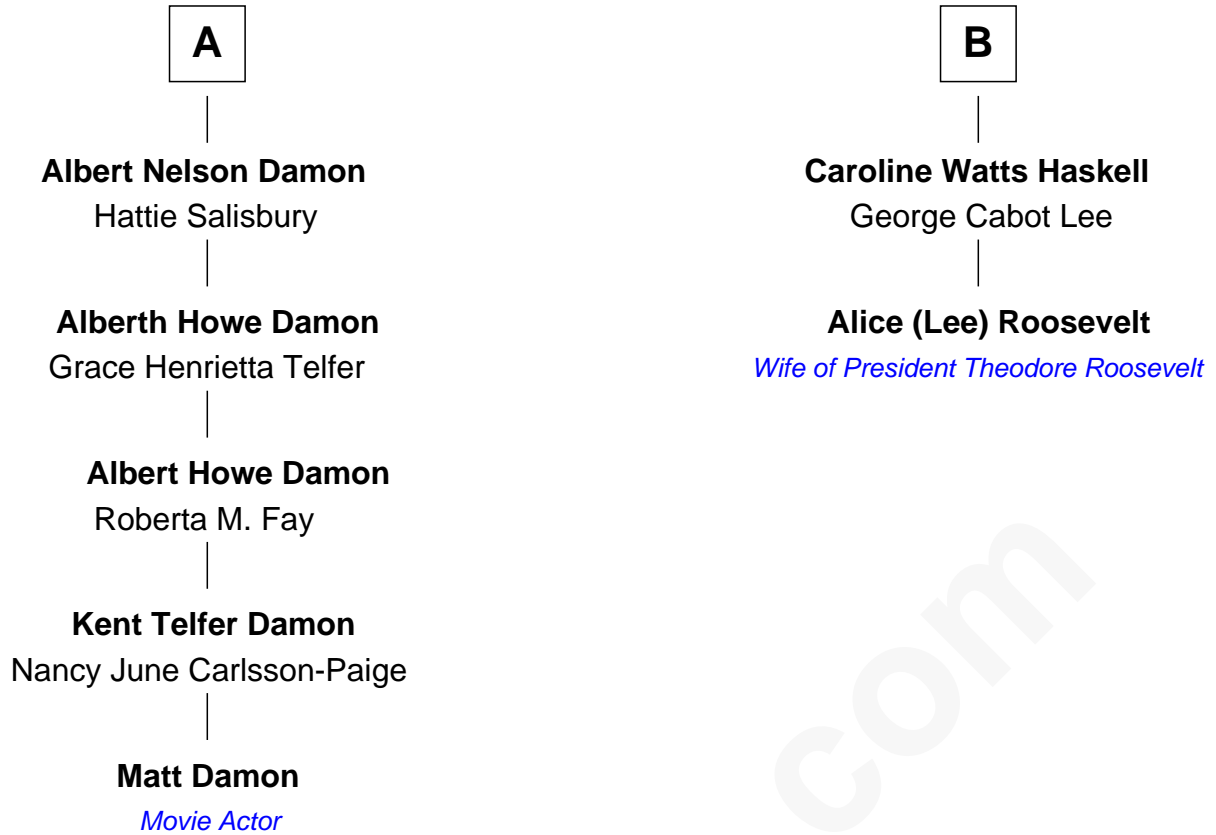 A
Albert Nelson Damon
Hattie Salisbury
Alberth Howe Damon
Grace Henrietta Telfer
Albert Howe Damon
Roberta M. Fay
Kent Telfer Damon
Nancy June Carlsson-Paige
Matt Damon
Movie Actor
B
Caroline Watts Haskell
George Cabot Lee
Alice (Lee) Roosevelt
Wife of President Theodore Roosevelt
com